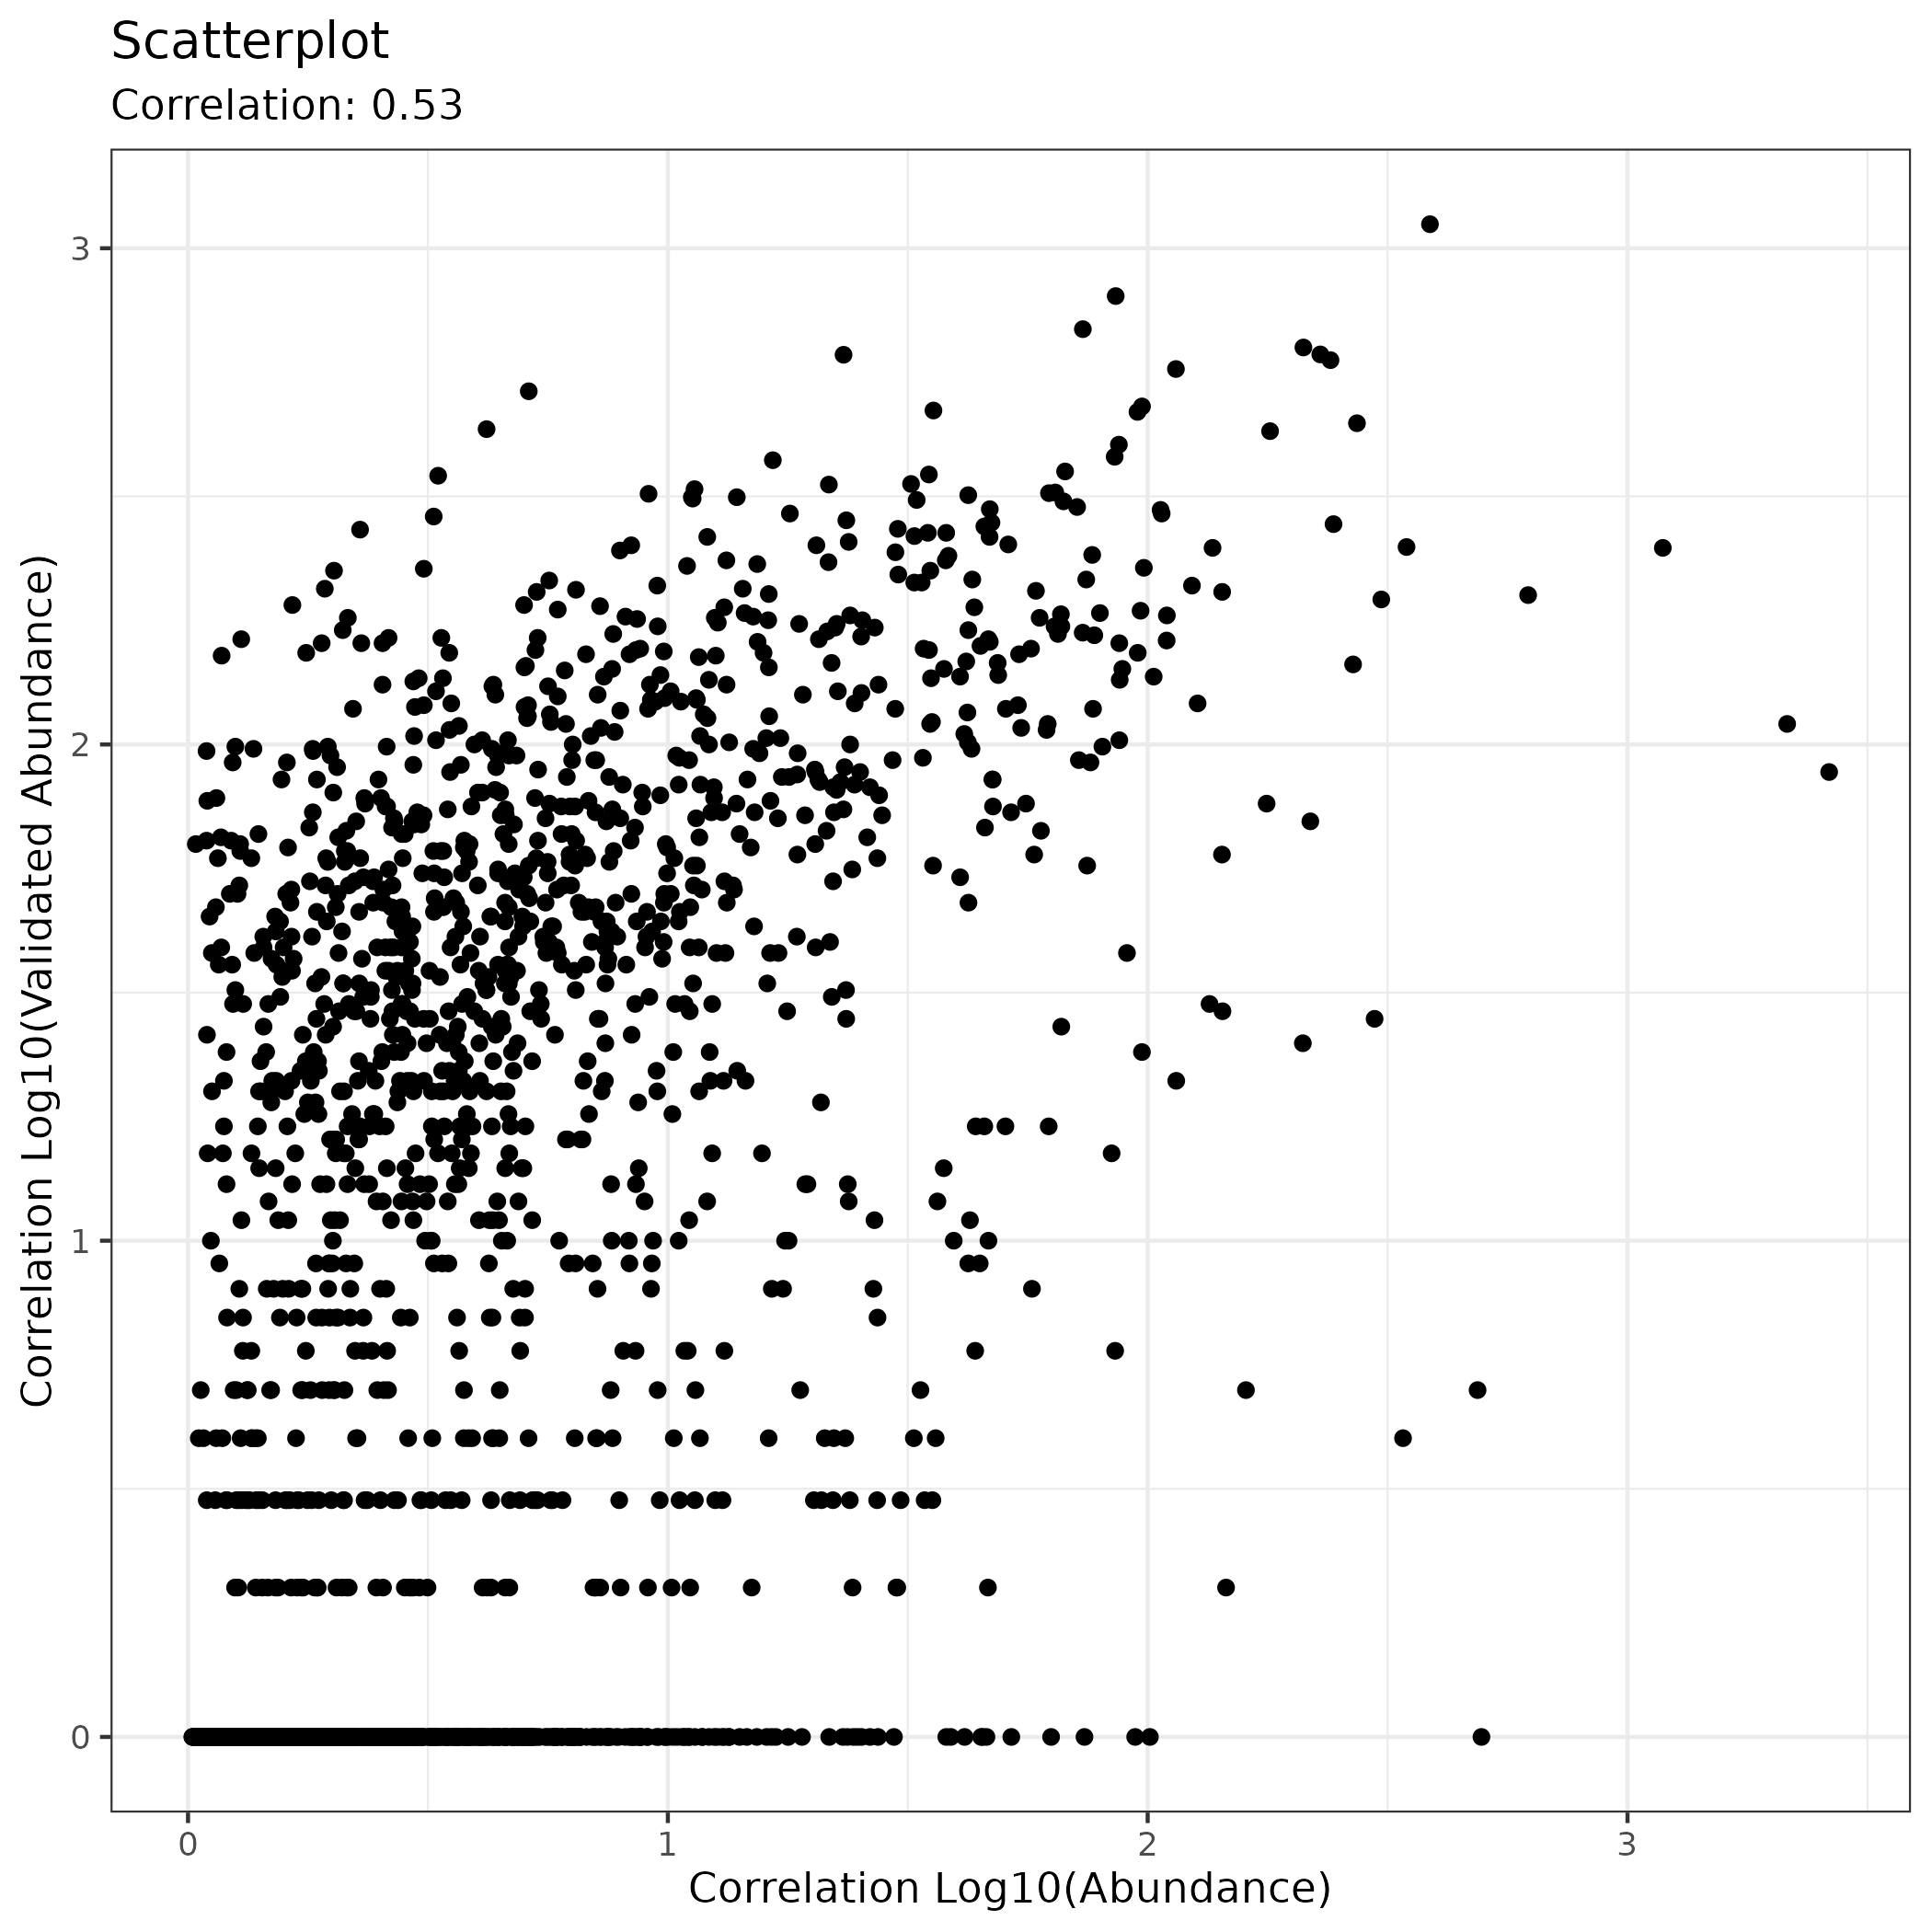 Scatterplot
Correlation: 0.53
Correlation Log10(Validated Abundance)
3
2
1
0
0
1
2
3
Correlation Log10(Abundance)